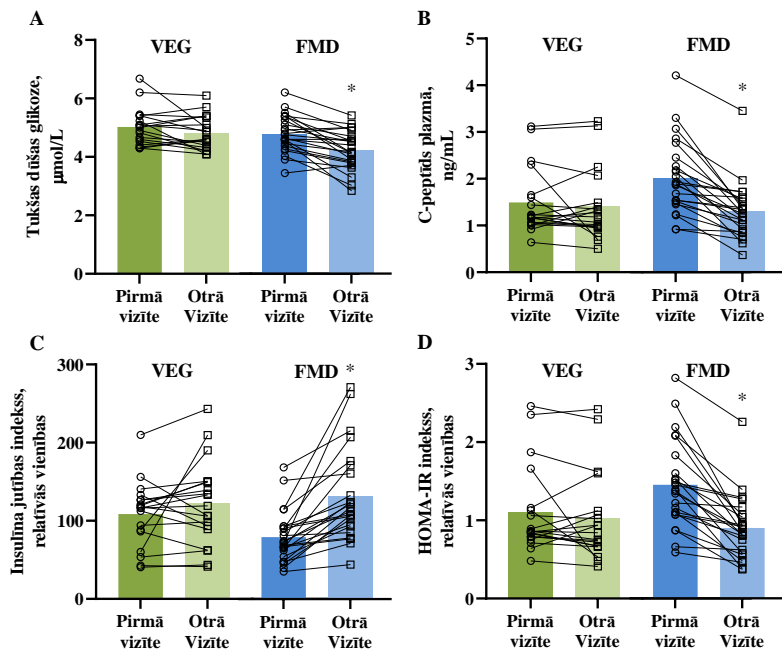 A
VEG
FMD
*
Tukšas dūšas glikoze,
µmol/L
8
6
4
2
0
Pirmā
vizīte
Otrā
Vizīte
Pirmā
vizīte
Otrā
Vizīte
B
VEG
FMD
*
C-peptīds plazmā,
ng/mL
5
4
3
2
1
0
Pirmā
vizīte
Otrā
Vizīte
Pirmā
vizīte
Otrā
Vizīte
C
VEG
FMD
*
Insulīna jutības indekss,
relatīvās vienības
300
200
100
0
Pirmā
vizīte
Otrā
Vizīte
Pirmā
vizīte
Otrā
Vizīte
D
VEG
FMD
*
HOMA-IR indekss,
relatīvās vienības
3
2
1
0
Pirmā
vizīte
Otrā
Vizīte
Pirmā
vizīte
Otrā
Vizīte